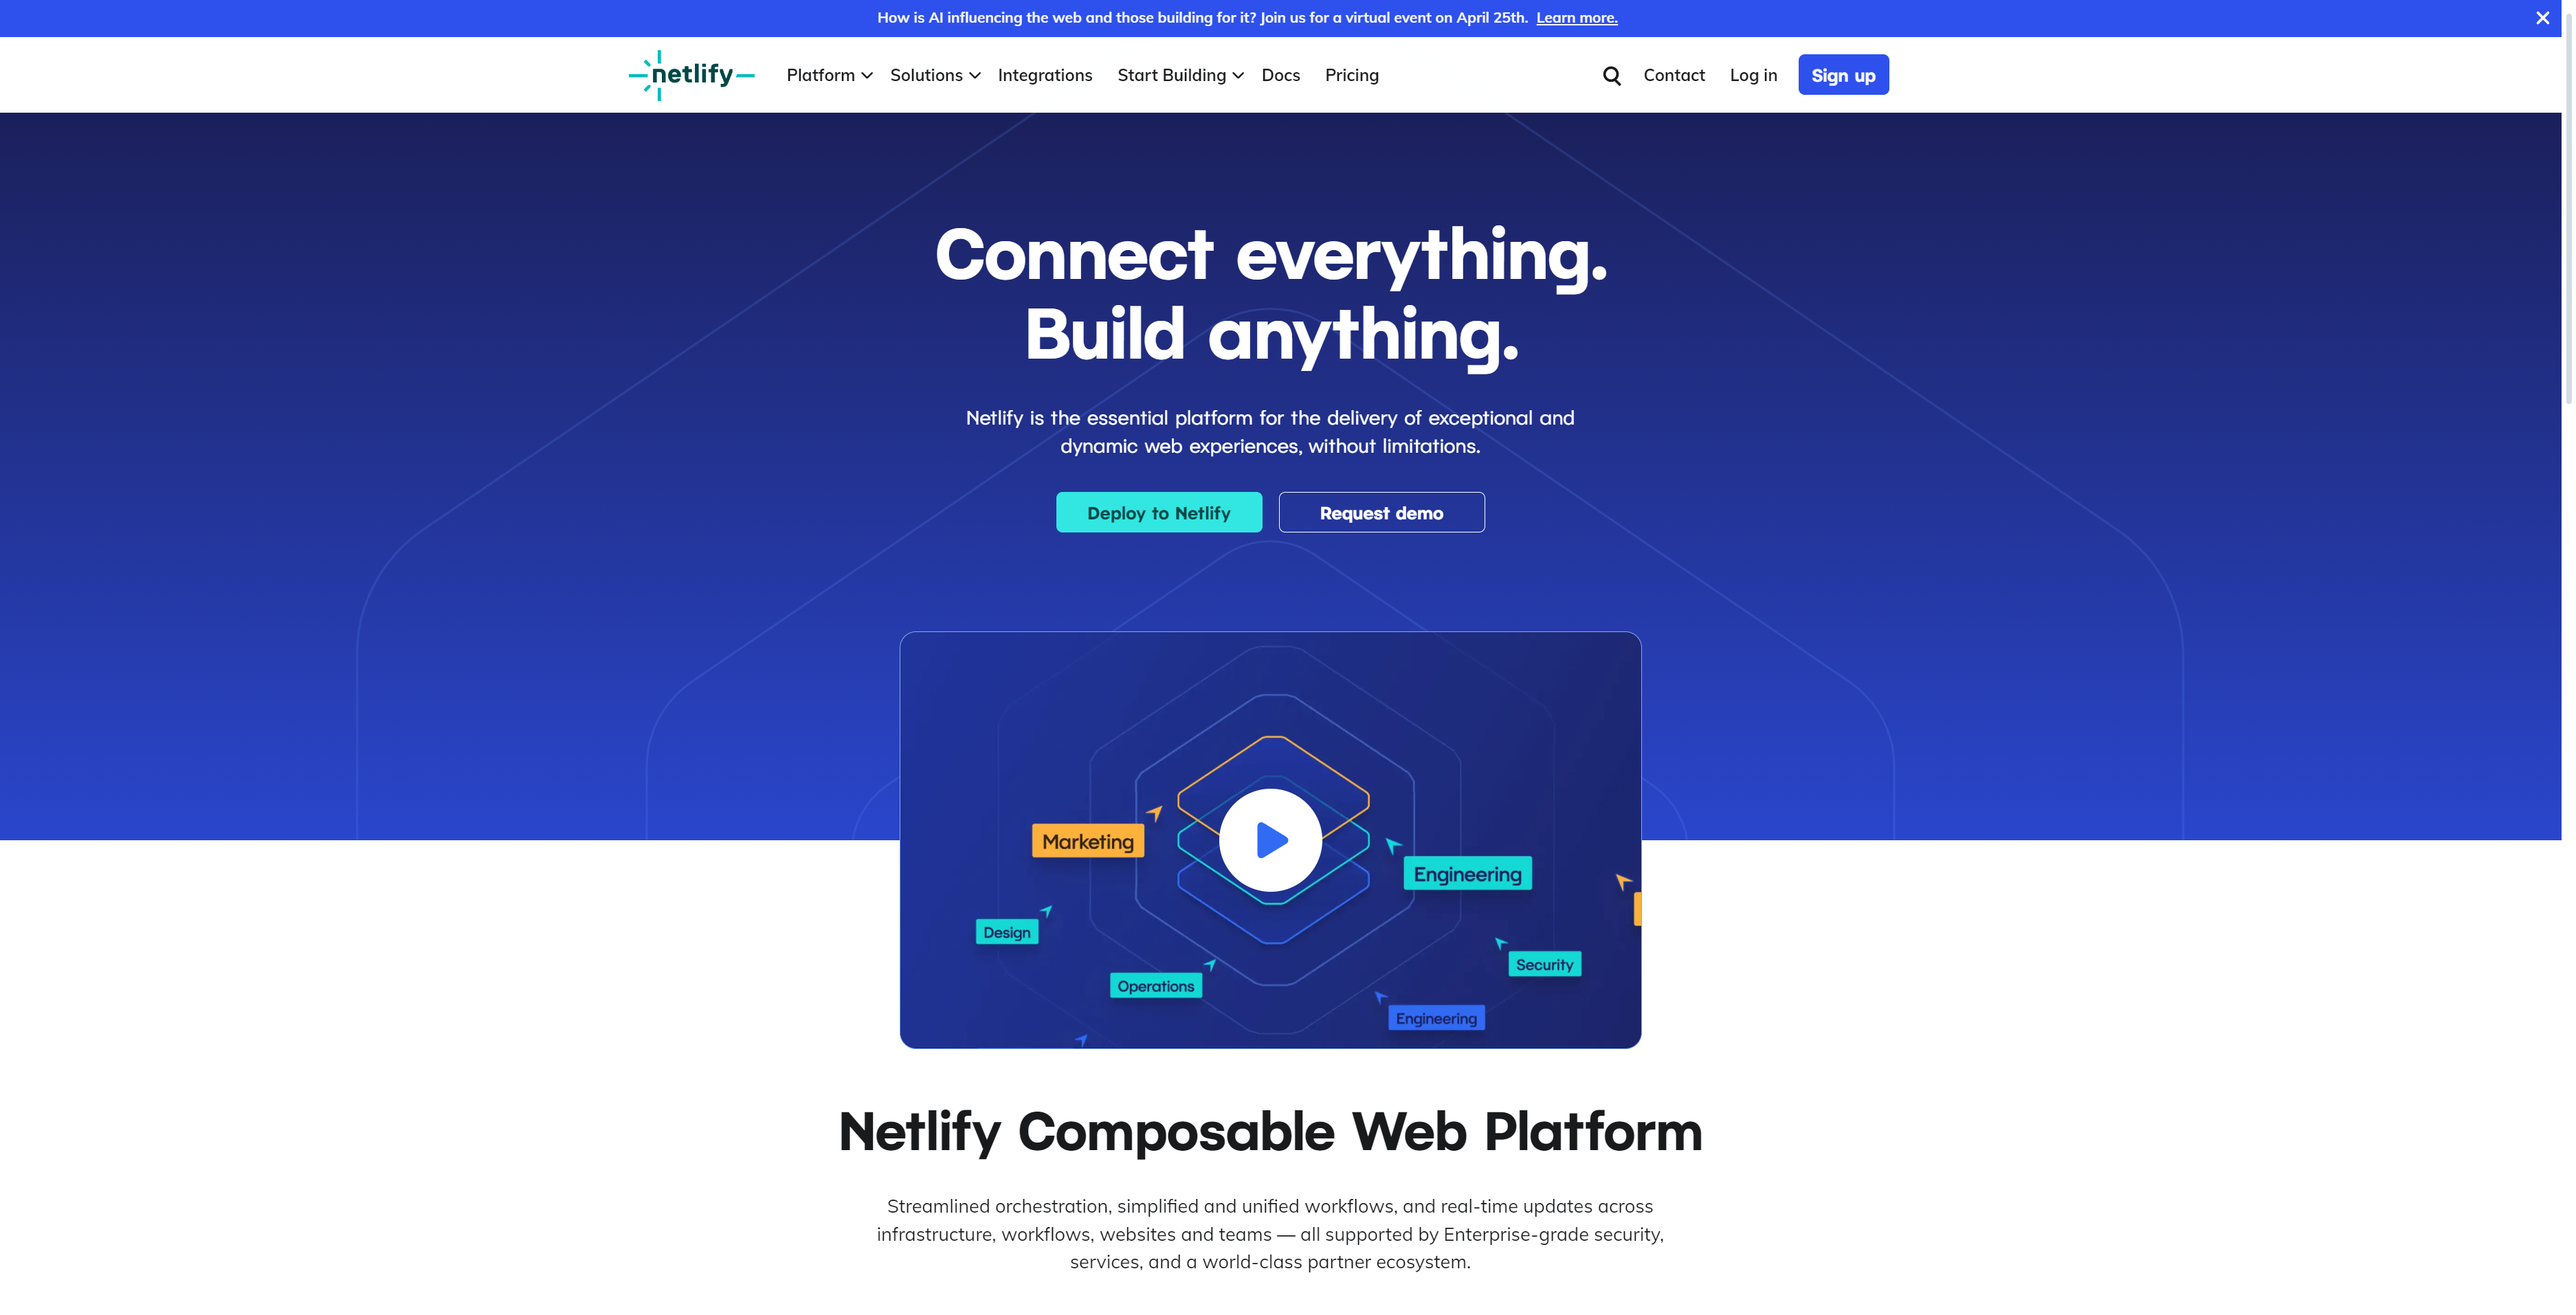 How is AI influencing the web and those building for it? Join us for a virtual event on April 25th. Learn more.
netlify
Platform Solutions Integrations Start Building Docs Pricing Contact Log in Sign up
Connect everything.
Build anything.
Netlify is the essential platform for the delivery of exceptional and
dynamic web experiences, without limitations.
Deploy to Netlify Request demo
Marketing
Engineering
Design
Security
Operations
Engineering
Netlify Composable Web Platform
Streamlined orchestration, simplified and unified workflows, and real-time updates across
infrastructure, workflows, websites and teams — all supported by Enterprise-grade security,
services, and a world-class partner ecosystem.